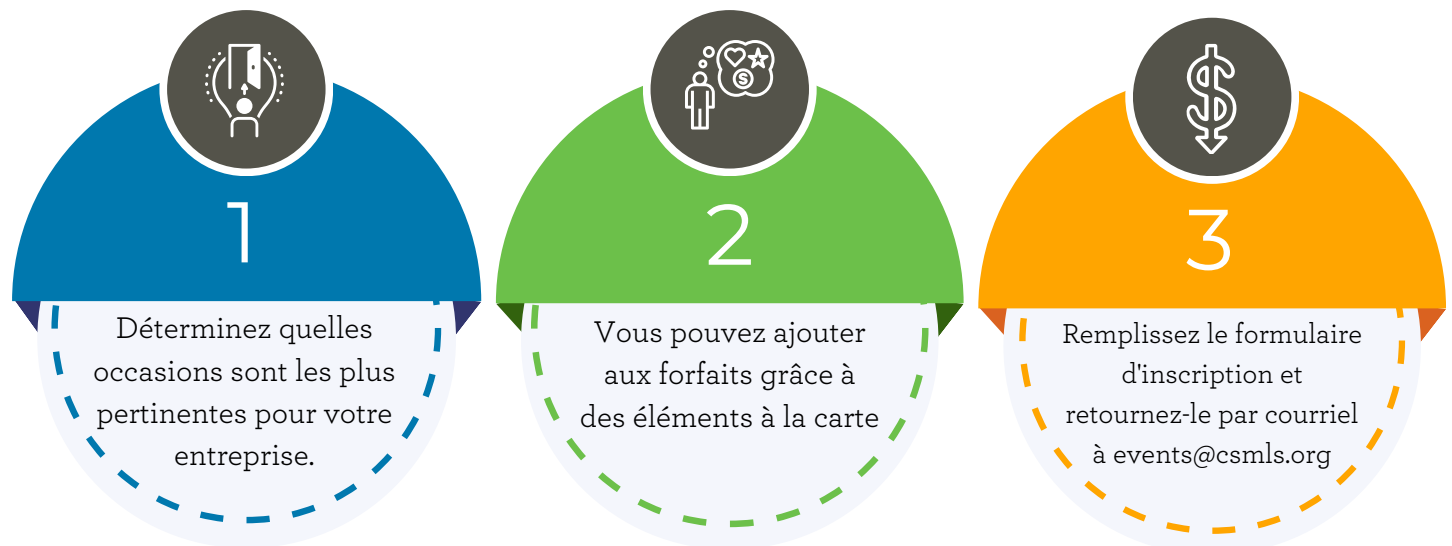 1
Déterminez quelles
occasions sont les plus
pertinentes pour votre
entreprise.
2
Vous pouvez ajouter
aux forfaits grâce à
des éléments à la carte
3
Remplissez le formulaire
d'inscription et
retournez-le par courriel
à events@csmls.org